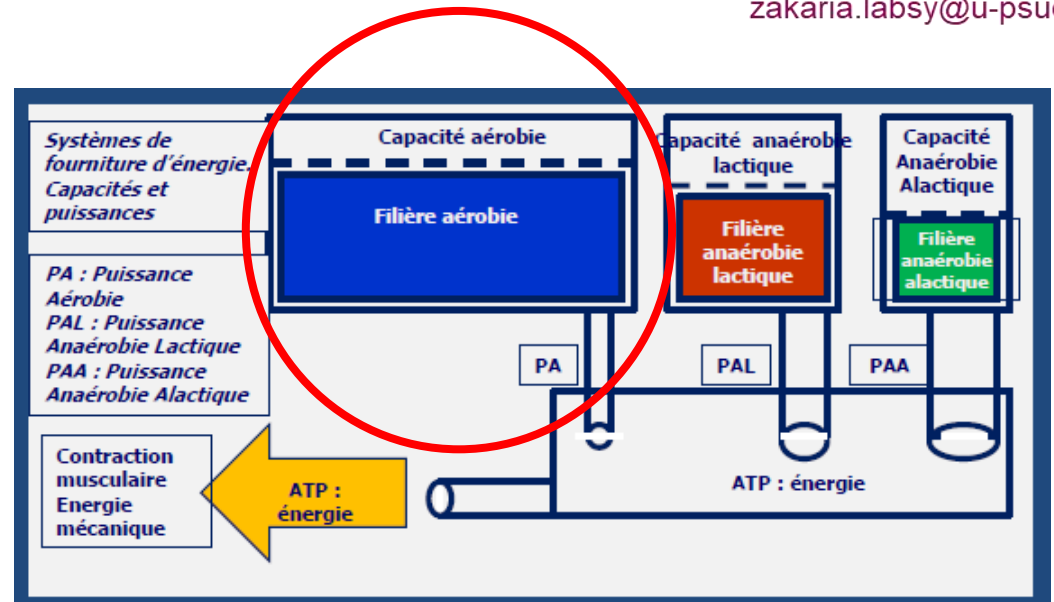 zakaria.labsy@u-psu
Systèmes de
fourniture d'énergie.
Capacités et
puissances
PA : Puissance
Aérobie
PAL : Puissance
Anaérobie Lactique
PAA : Puissance
Anaérobie Alactique
Capacité aérobie
Filière aérobie
Capacité anaérobie
lactique
Filière
anaérobie
lactique
Capacité
Anaérobie
Alactique
Filière
anaérobie
alactique
PA
PAL
PAA
ATP : énergie
ATP :
énergie
Contraction
musculaire
Energie
mécanique